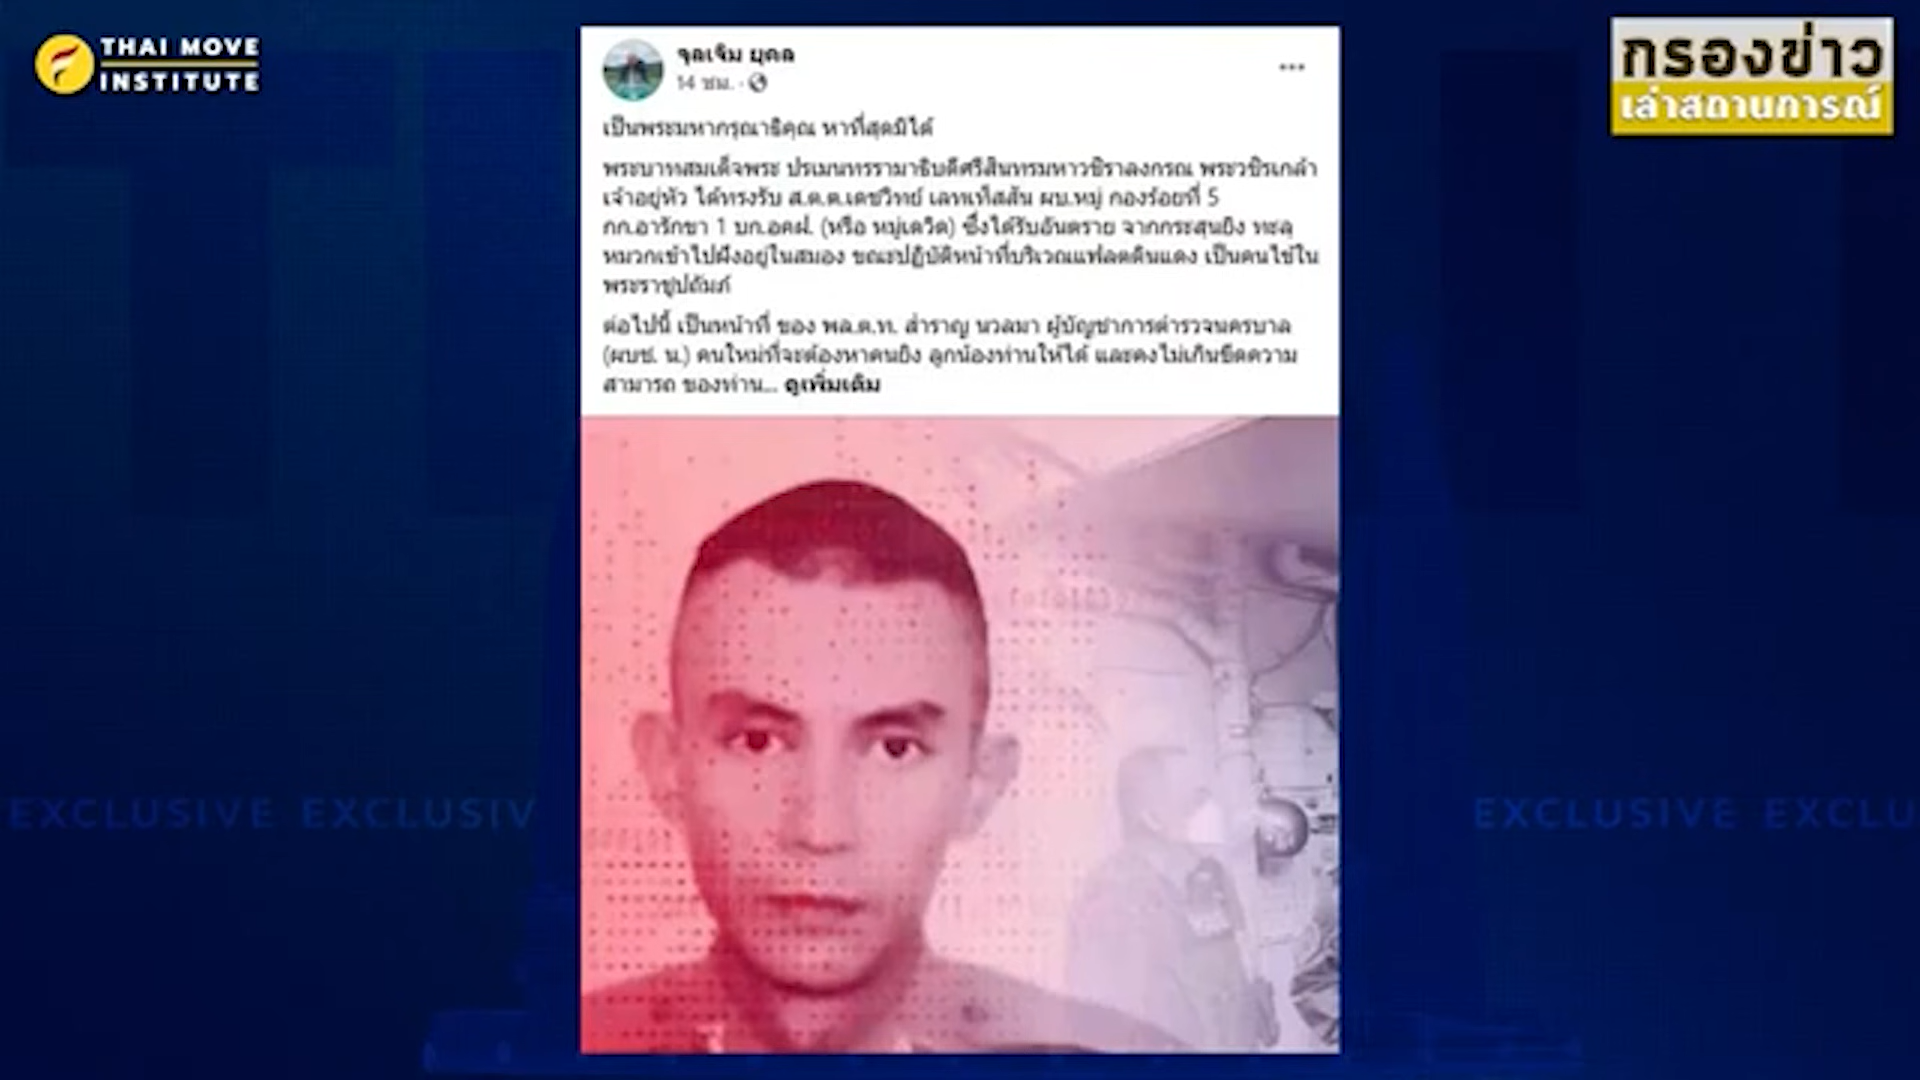 THAI MOVE
INSTITUTE
กรองข่าว
เล่าสถานการณ์
จุลเจิม ยุคล
14 ชม.
เป็นพระมหากรุณาธิคุณ หาที่สุดมิได้
พระบาทสมเด็จพระ ปรเมนทรรามาธิบดีศรีสินทรมหาวชิราลงกรณ พระวชิรเกล้า
เจ้าอยู่หัว ได้ทรงรับ ส.ต.ต.เดชวิทย์ เลทเท็สสัน ผบ.หมู่ กองร้อยที่ 5
กก.อารักขา 1 บก.อคฝ. (หรือ หมู่เดวิด) ซึ่งได้รับอันตราย จากกระสุนยิง ทะลุ
หมวกเข้าไปฝังอยู่ในสมอง ขณะปฏิบัติหน้าที่บริเวณแฟลตดินแดง เป็นคนไข้ใน
พระราชูปถัมภ์
ต่อไปนี้ เป็นหน้าที่ ของ พล.ต.ท. สำราญ นวลมา ผู้บัญชาการตำรวจนครบาล
(ผบช. น.) คนใหม่ที่จะต้องหาคนยิง ลูกน้องท่านให้ได้ และคงไม่เกินขีดความ
สามารถ ของท่าน... ดูเพิ่มเติม
EXCLUSIVE EXCLUSIV
EXCLUSIVE EXCLU